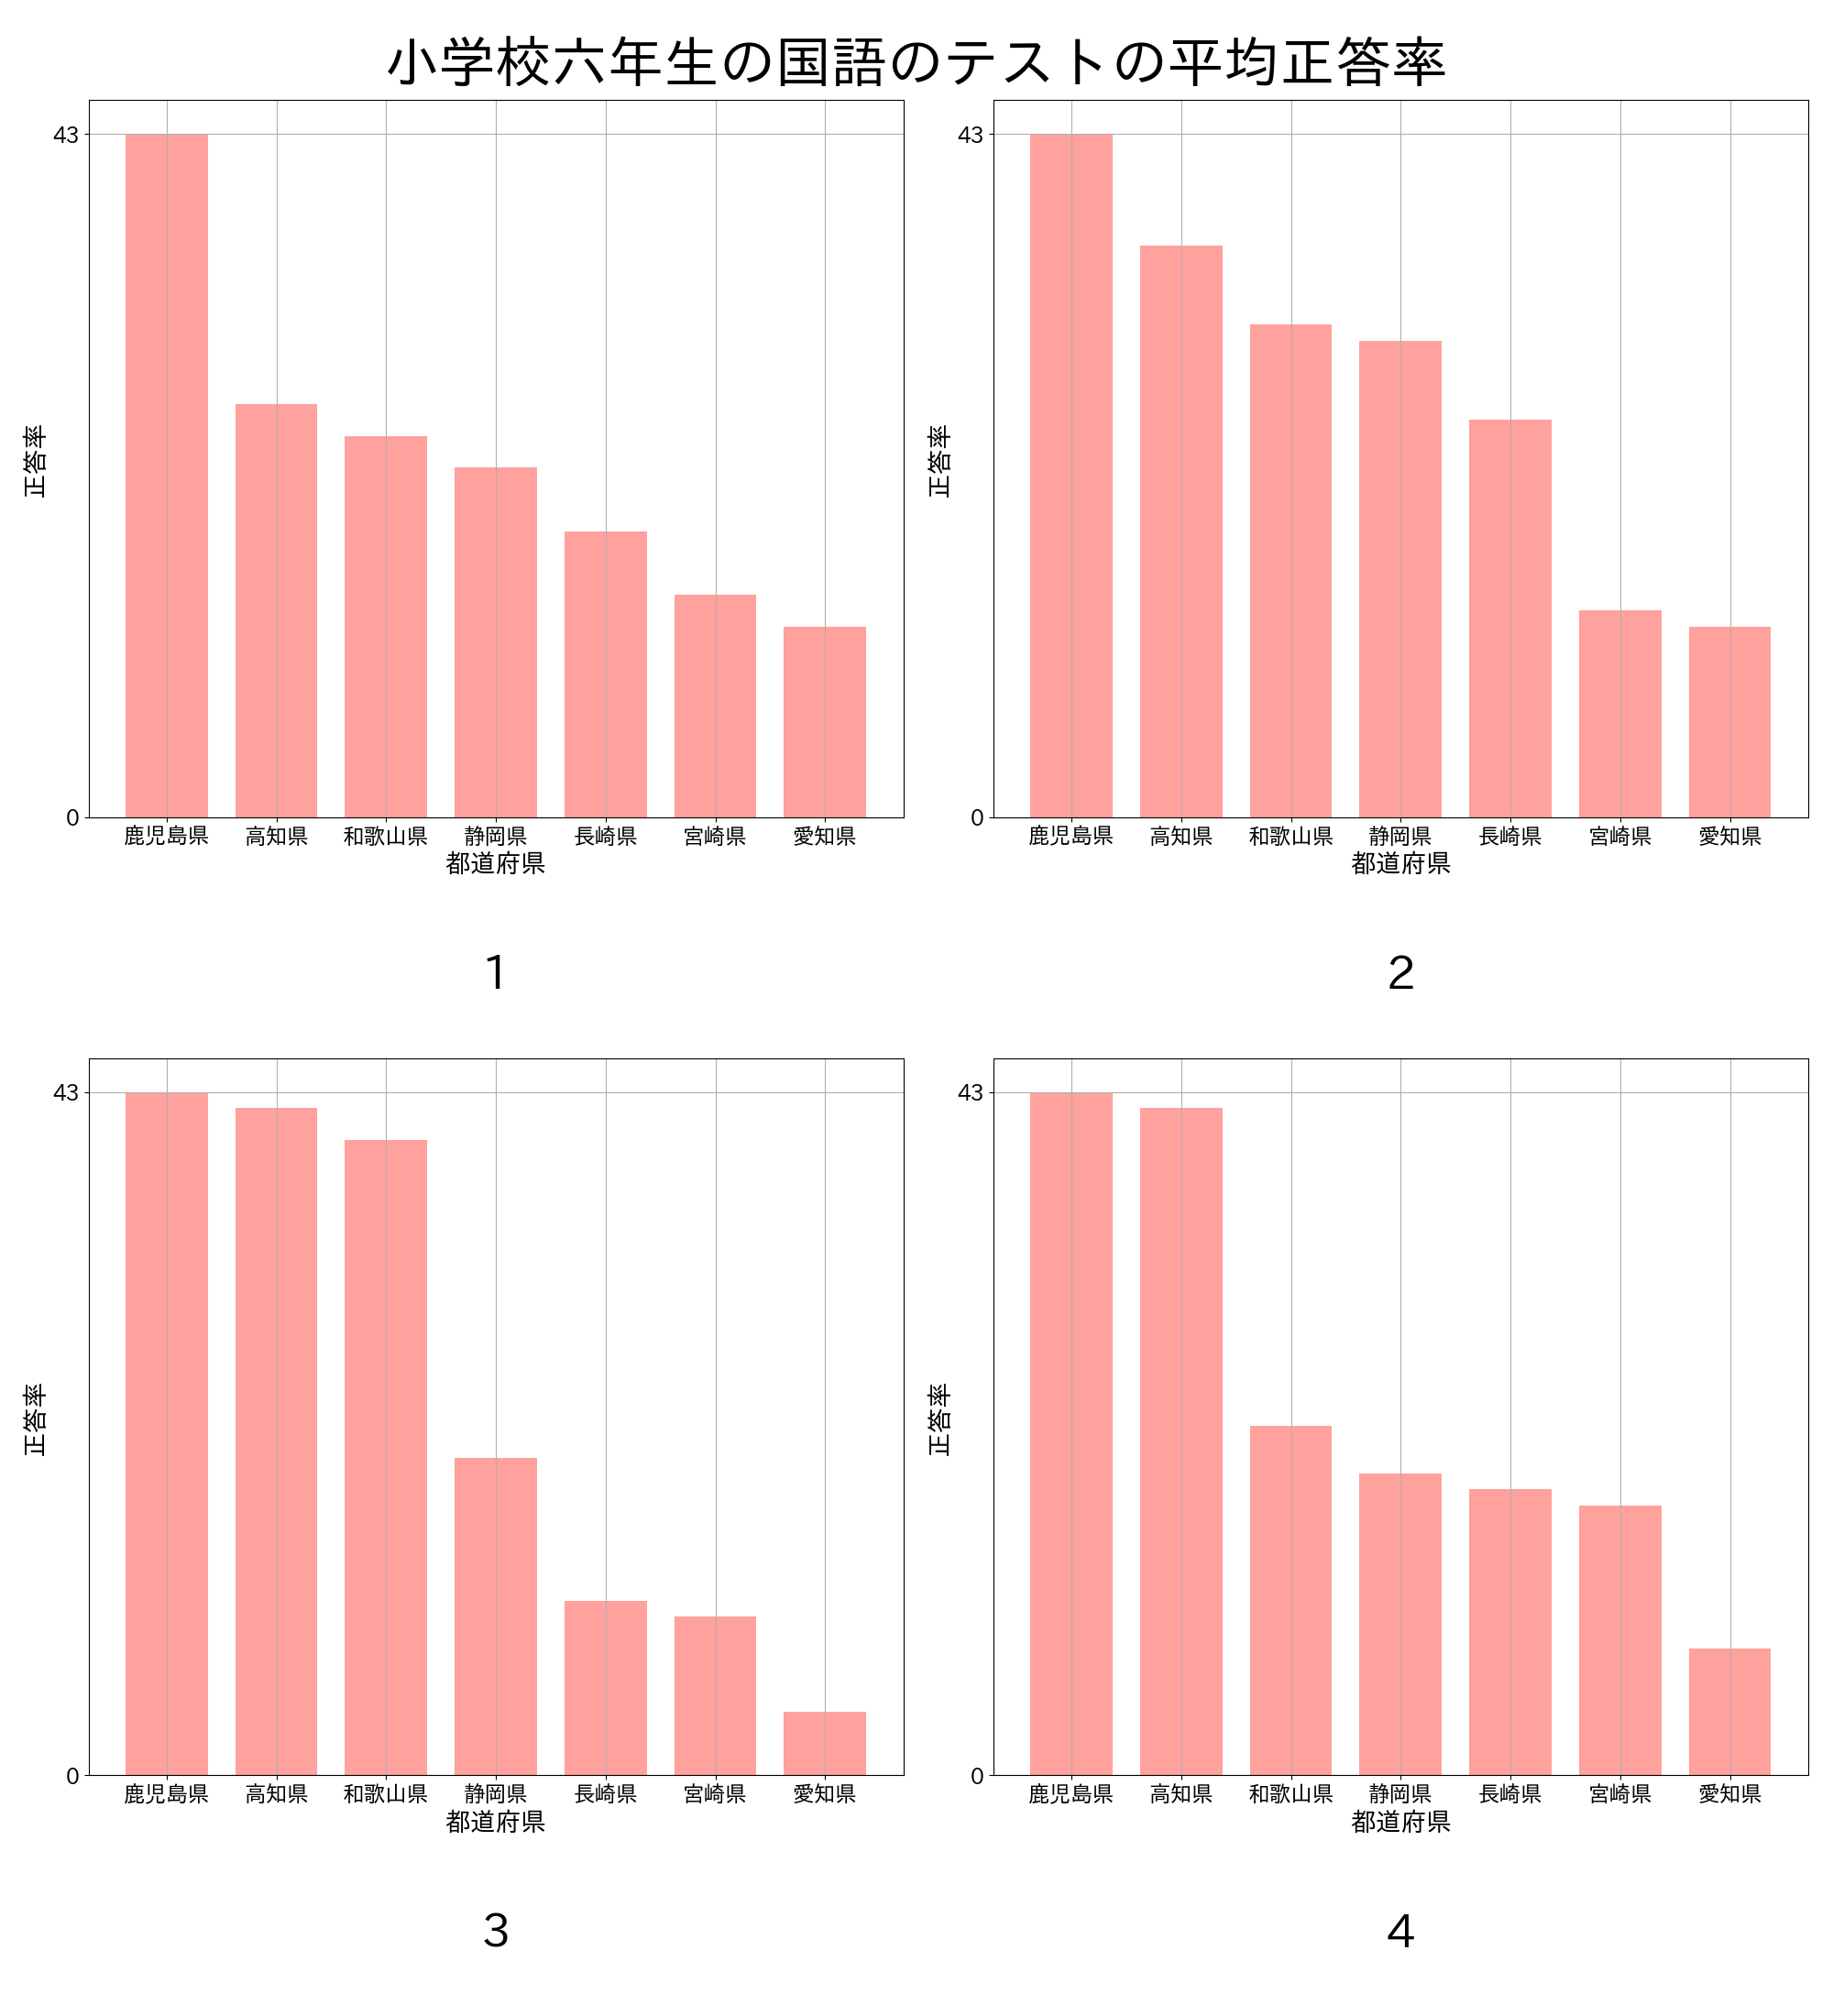 小学校六年生の国語のテストの平均正答率
43
0
正答率
鹿児島県 高知県 和歌山県 静岡県 長崎県 宮崎県 愛知県
都道府県
1
43
0
正答率
鹿児島県 高知県 和歌山県 静岡県 長崎県 宮崎県 愛知県
都道府県
2
43
0
正答率
鹿児島県 高知県 和歌山県 静岡県 長崎県 宮崎県 愛知県
都道府県
3
43
0
正答率
鹿児島県 高知県 和歌山県 静岡県 長崎県 宮崎県 愛知県
都道府県
4